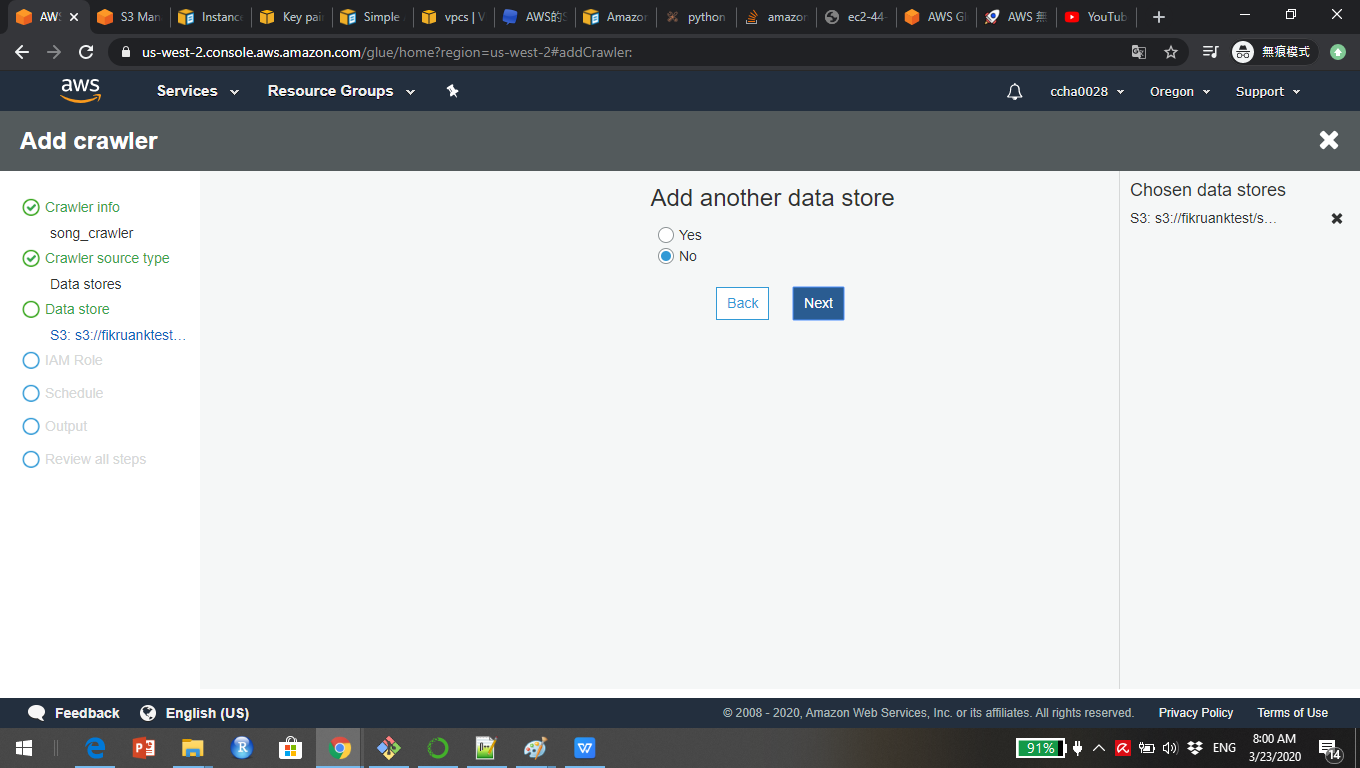 AWS
S3 Man
Instance
Key pai
Simple
vpcs | V
AWS的S
Amazon
python
amazon
ec2-44-
AWS Gl
AWS 無
YouTub
us-west-2.console.aws.amazon.com/glue/home?region=us-west-2#addCrawler:
無痕模式
aws
Services
Resource Groups
ccha0028
Oregon
Support
Add crawler
Crawler info
song_crawler
Crawler source type
Data stores
Data store
S3: s3://fikruanktest...
IAM Role
Schedule
Output
Review all steps
Add another data store
Yes
No
Back
Next
Chosen data stores
S3: s3://fikruanktest/s...
Feedback
English (US)
© 2008 - 2020, Amazon Web Services, Inc. or its affiliates. All rights reserved.
Privacy Policy
Terms of Use
91%
ENG
8:00 AM
3/23/2020
14